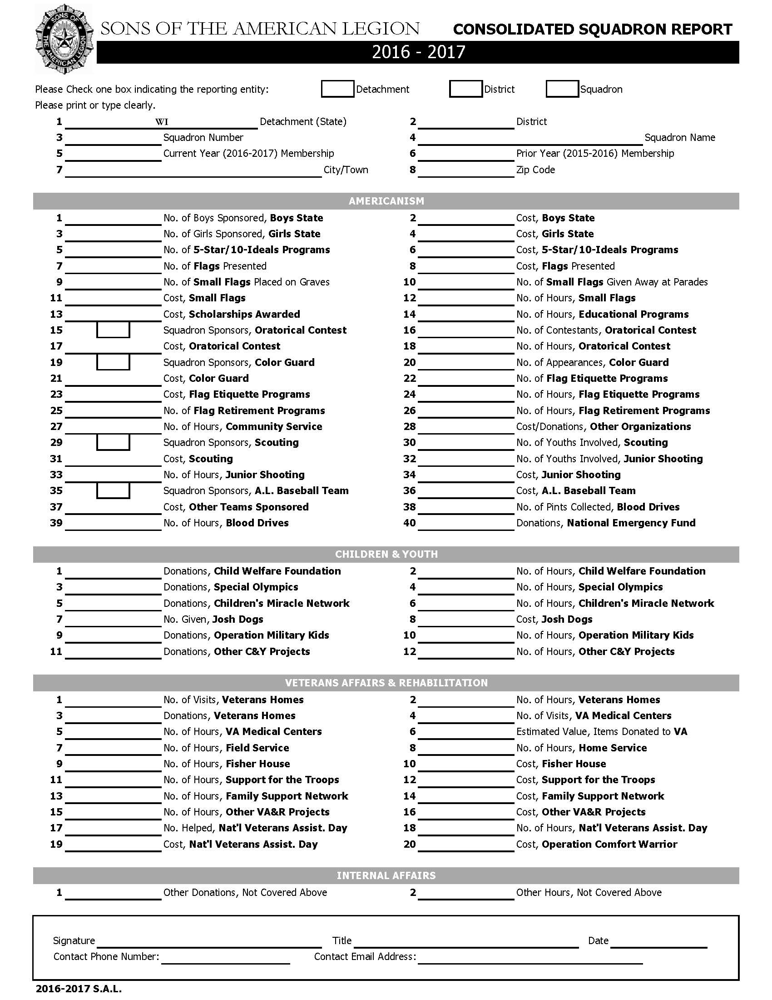 SONS OF THE AMERICAN LEGION
SONS OF THE AMERICAN LEGION CONSOLIDATED SQUADRON REPORT
2016 - 2017
Please Check one box indicating the reporting entity: Detachment District Squadron
Please print or type clearly.
1 WI Detachment (State) 2 District
3 Squadron Number 4 Squadron Name
5 Current Year (2016-2017) Membership 6 Prior Year (2015-2016) Membership
7 City/Town 8 Zip Code
AMERICANISM
1 No. of Boys Sponsored, Boys State 2 Cost, Boys State
3 No. of Girls Sponsored, Girls State 4 Cost, Girls State
5 No. of 5-Star/10-Ideals Programs 6 Cost, 5-Star/10-Ideals Programs
7 No. of Flags Presented 8 Cost, Flags Presented
9 No. of Small Flags Placed on Graves 10 No. of Small Flags Given Away at Parades
11 Cost, Small Flags 12 No. of Hours, Small Flags
13 Cost, Scholarships Awarded 14 No. of Hours, Educational Programs
15 Squadron Sponsors, Oratorical Contest 16 No. of Contestants, Oratorical Contest
17 Cost, Oratorical Contest 18 No. of Hours, Oratorical Contest
19 Squadron Sponsors, Color Guard 20 No. of Appearances, Color Guard
21 Cost, Color Guard 22 No. of Flag Etiquette Programs
23 Cost, Flag Etiquette Programs 24 No. of Hours, Flag Etiquette Programs
25 No. of Flag Retirement Programs 26 No. of Hours, Flag Retirement Programs
27 No. of Hours, Community Service 28 Cost/Donations, Other Organizations
29 Squadron Sponsors, Scouting 30 No. of Youths Involved, Scouting
31 Cost, Scouting 32 No. of Youths Involved, Junior Shooting
33 No. of Hours, Junior Shooting 34 Cost, Junior Shooting
35 Squadron Sponsors, A.L. Baseball Team 36 Cost, A.L. Baseball Team
37 Cost, Other Teams Sponsored 38 No. of Pints Collected, Blood Drives
39 No. of Hours, Blood Drives 40 Donations, National Emergency Fund
CHILDREN & YOUTH
1 Donations, Child Welfare Foundation 2 No. of Hours, Child Welfare Foundation
3 Donations, Special Olympics 4 No. of Hours, Special Olympics
5 Donations, Children's Miracle Network 6 No. of Hours, Children's Miracle Network
7 No. Given, Josh Dogs 8 Cost, Josh Dogs
9 Donations, Operation Military Kids 10 No. of Hours, Operation Military Kids
11 Donations, Other C&Y Projects 12 No. of Hours, Other C&Y Projects
VETERANS AFFAIRS & REHABILITATION
1 No. of Visits, Veterans Homes 2 No. of Hours, Veterans Homes
3 Donations, Veterans Homes 4 No. of Visits, VA Medical Centers
5 No. of Hours, VA Medical Centers 6 Estimated Value, Items Donated to VA
7 No. of Hours, Field Service 8 No. of Hours, Home Service
9 No. of Hours, Fisher House 10 Cost, Fisher House
11 No. of Hours, Support for the Troops 12 Cost, Support for the Troops
13 No. of Hours, Family Support Network 14 Cost, Family Support Network
15 No. of Hours, Other VA&R Projects 16 Cost, Other VA&R Projects
17 No. Helped, Nat'l Veterans Assist. Day 18 No. of Hours, Nat'l Veterans Assist. Day
19 Cost, Nat'l Veterans Assist. Day 20 Cost, Operation Comfort Warrior
INTERNAL AFFAIRS
1 Other Donations, Not Covered Above 2 Other Hours, Not Covered Above
Signature Title Date
Contact Phone Number: Contact Email Address:
2016-2017 S.A.L.